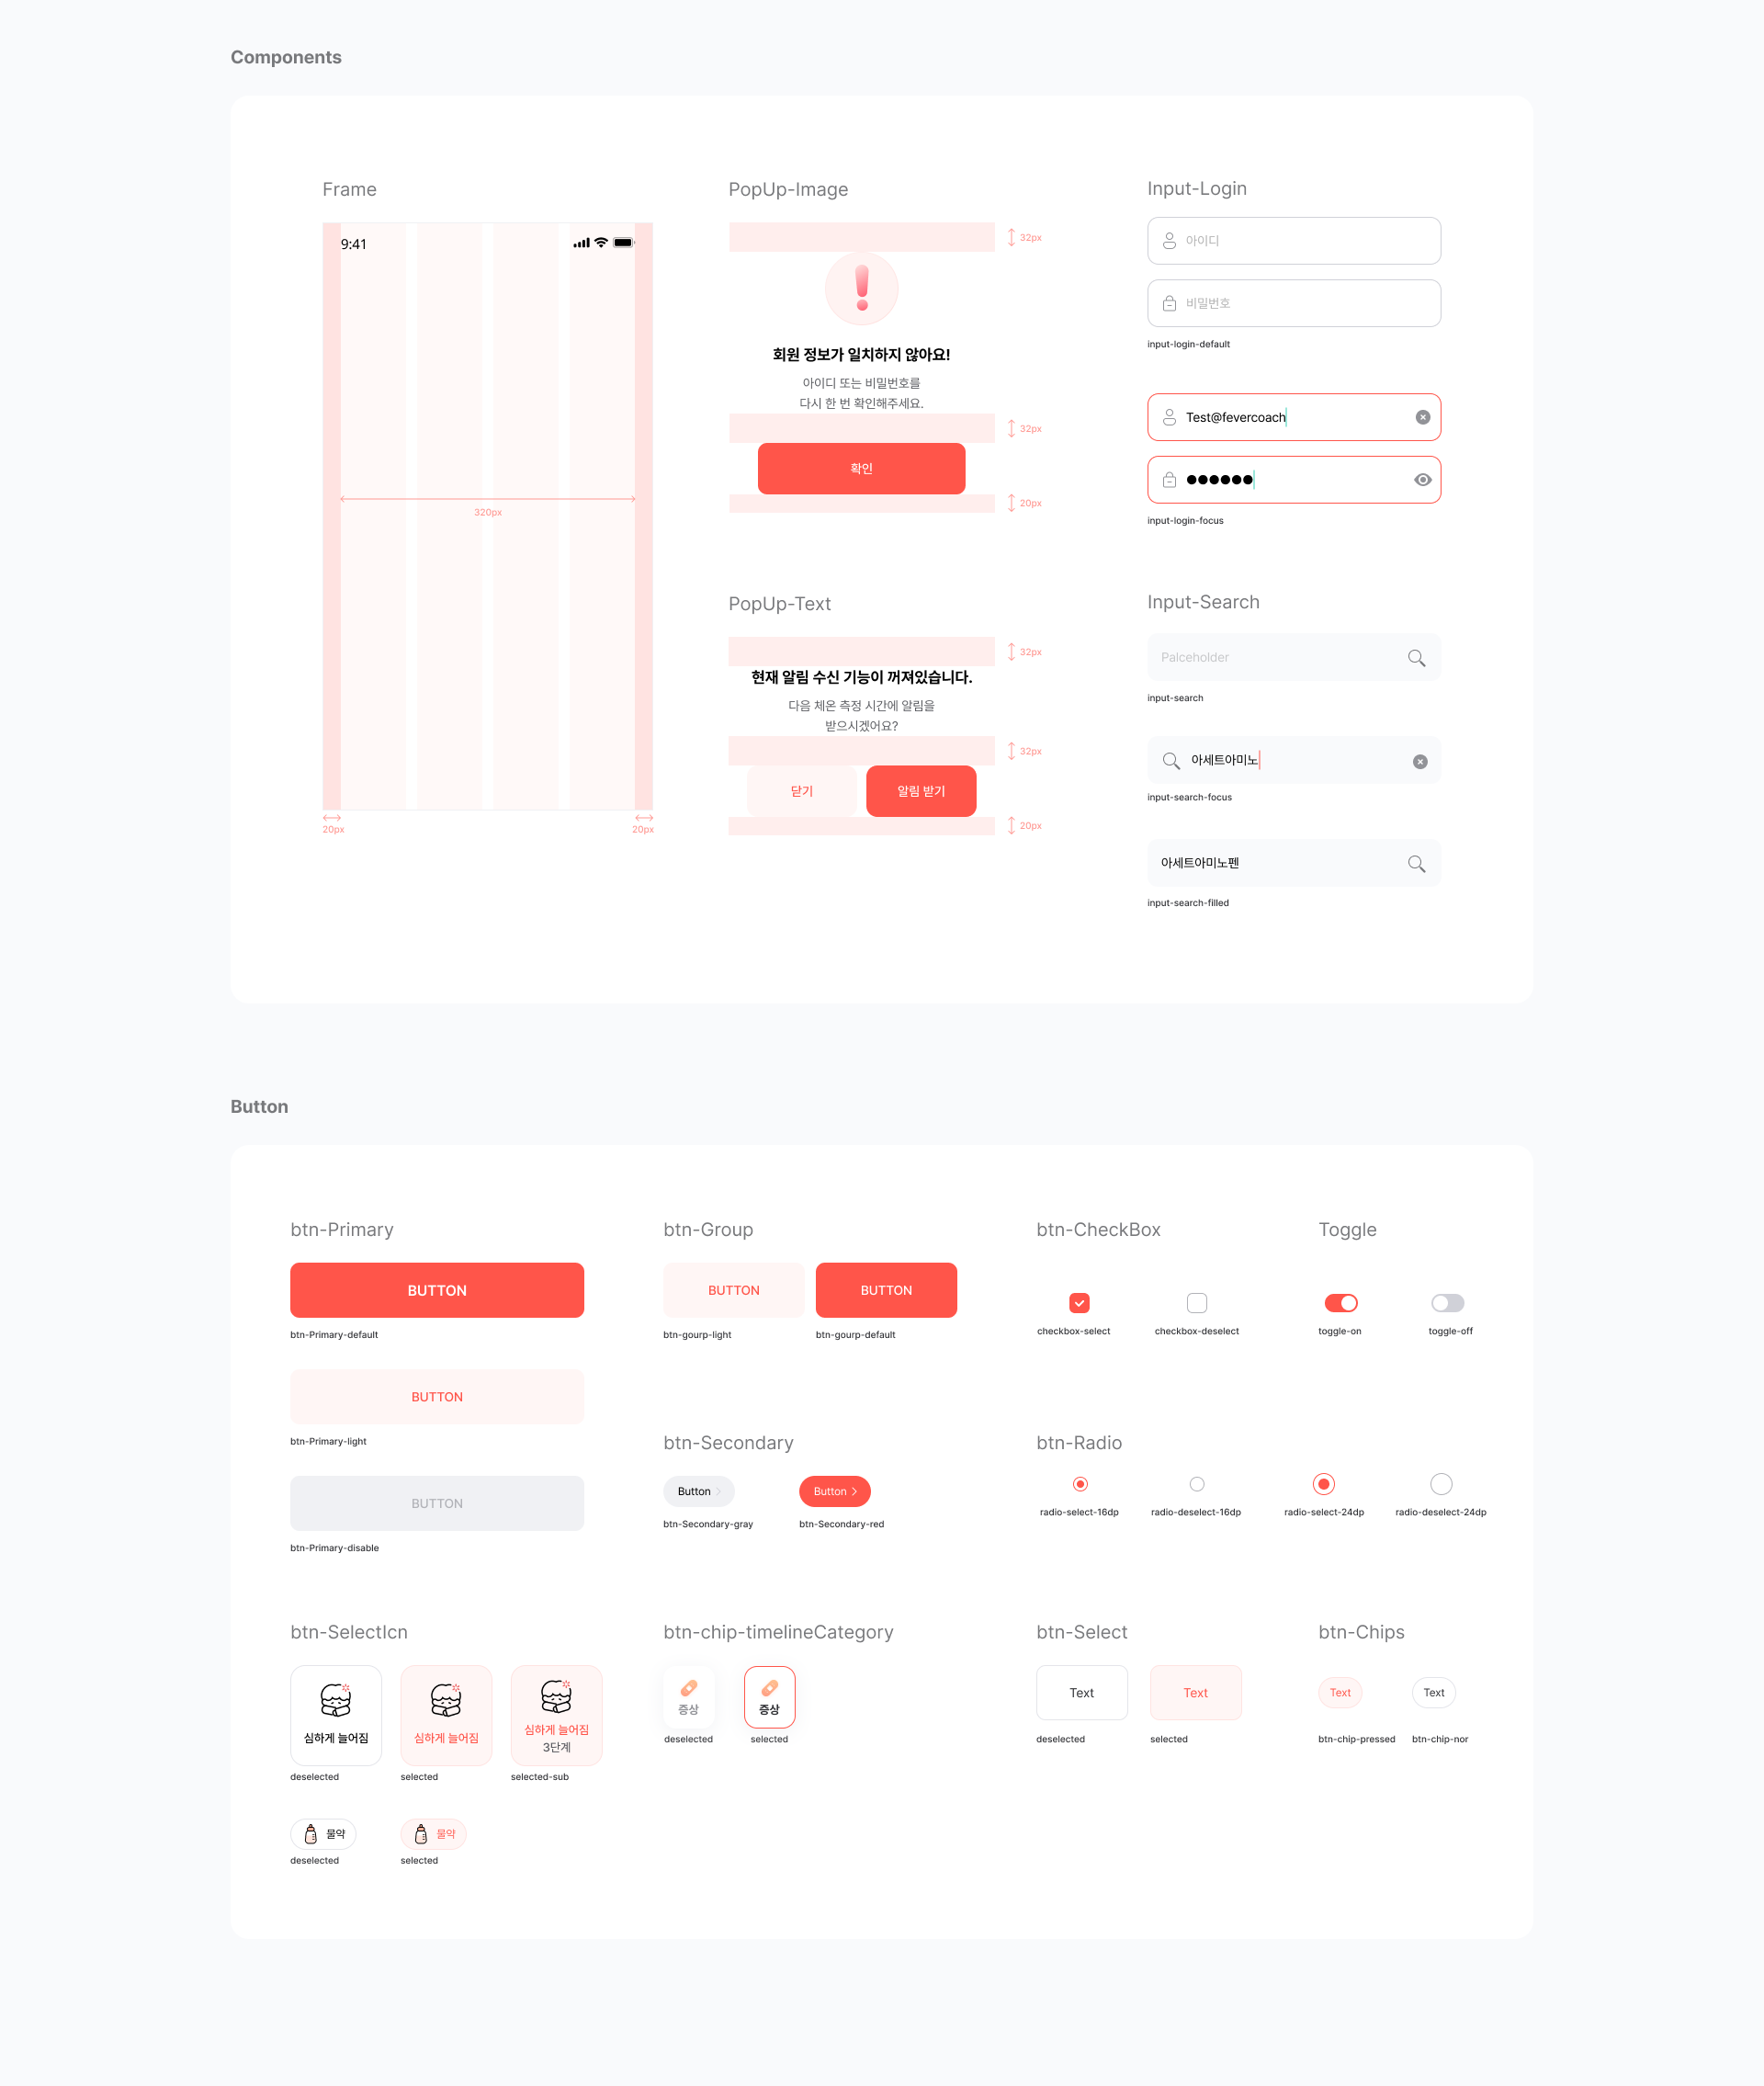 Components
Frame
9:41
320px
20px
20px
PopUp-Image
32px
회원 정보가 일치하지 않아요!
아이디 또는 비밀번호를
다시 한 번 확인해주세요.
32px
확인
20px
PopUp-Text
32px
현재 알림 수신 기능이 꺼져있습니다.
다음 체온 측정 시간에 알림을
받으시겠어요?
32px
닫기
알림 받기
20px
Input-Login
아이디
비밀번호
input-login-default
Test@fevercoach
input-login-focus
Input-Search
Palceholder
input-search
아세트아미노
input-search-focus
아세트아미노펜
input-search-filled
Button
btn-Primary
BUTTON
btn-Primary-default
BUTTON
btn-Primary-light
BUTTON
btn-Primary-disable
btn-Group
BUTTON
BUTTON
btn-gourp-light
btn-gourp-default
btn-Secondary
Button
Button
btn-Secondary-gray
btn-Secondary-red
btn-CheckBox
checkbox-select
checkbox-deselect
Toggle
toggle-on
toggle-off
btn-Radio
radio-select-16dp
radio-deselect-16dp
radio-select-24dp
radio-deselect-24dp
btn-SelectIcn
심하게 늘어짐
심하게 늘어짐
심하게 늘어짐
3단계
deselected
selected
selected-sub
물약
물약
deselected
selected
btn-chip-timelineCategory
증상
증상
deselected
selected
btn-Select
Text
Text
deselected
selected
btn-Chips
Text
Text
btn-chip-pressed
btn-chip-nor